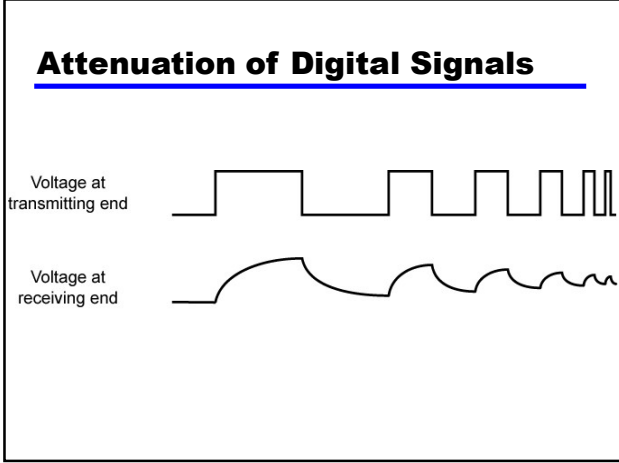 Attenuation of Digital Signals
Voltage at
transmitting end
Voltage at
receiving end